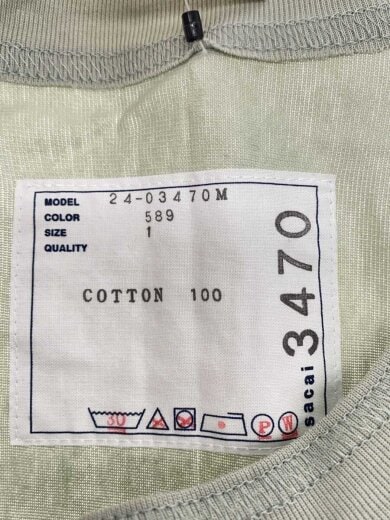 MODEL 24-03470M
COLOR 589
SIZE 1
QUALITY
COTTON 100
30
P
W
sacai 3470